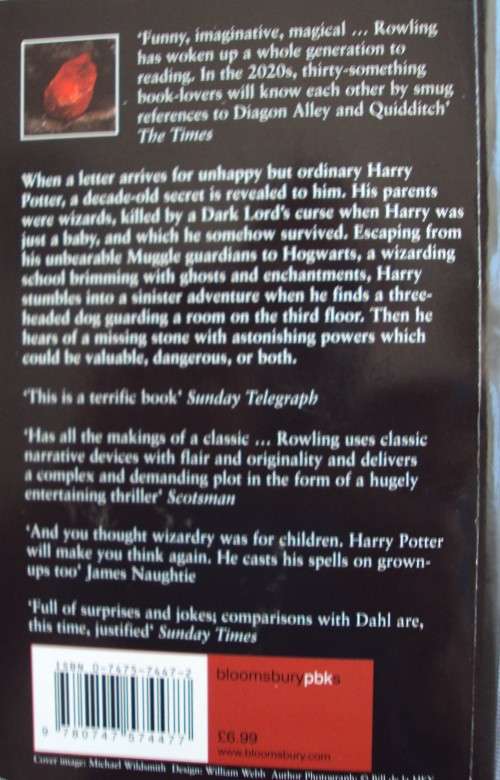 'Funny, imaginative, magical ... Rowling
has woken up a whole generation to
reading. In the 2020s, thirty-something
book-lovers will know each other by smug
references to Diagon Alley and Quidditch'
The Times
When a letter arrives for unhappy but ordinary Harry
Potter, a decade-old secret is revealed to him. His parents
were wizards, killed by a Dark Lord's curse when Harry was
just a baby, and which he somehow survived. Escaping from
his unbearable Muggle guardians to Hogwarts, a wizarding
school brimming with ghosts and enchantments, Harry
stumbles into a sinister adventure when he finds a three-
headed dog guarding a room on the third floor. Then he
hears of a missing stone with astonishing powers which
could be valuable, dangerous, or both.
'This is a terrific book' Sunday Telegraph
'Has all the makings of a classic ... Rowling uses classic
narrative devices with flair and originality and delivers
a complex and demanding plot in the form of a hugely
entertaining thriller' Scotsman
'And you thought wizardry was for children. Harry Potter
will make you think again. He casts his spells on grown-
ups too' James Naughtie
'Full of surprises and jokes; comparisons with Dahl are,
this time, justified' Sunday Times
ISBN 0-7475-7447-2
bloomsburypbks
9 780747 574477
£6.99
www.bloomsbury.com
Cover image: Michael Wildsmith Design: William Webb Author Photograph: © Bill de la